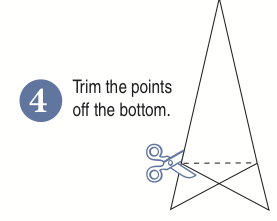 4
Trim the points
off the bottom.